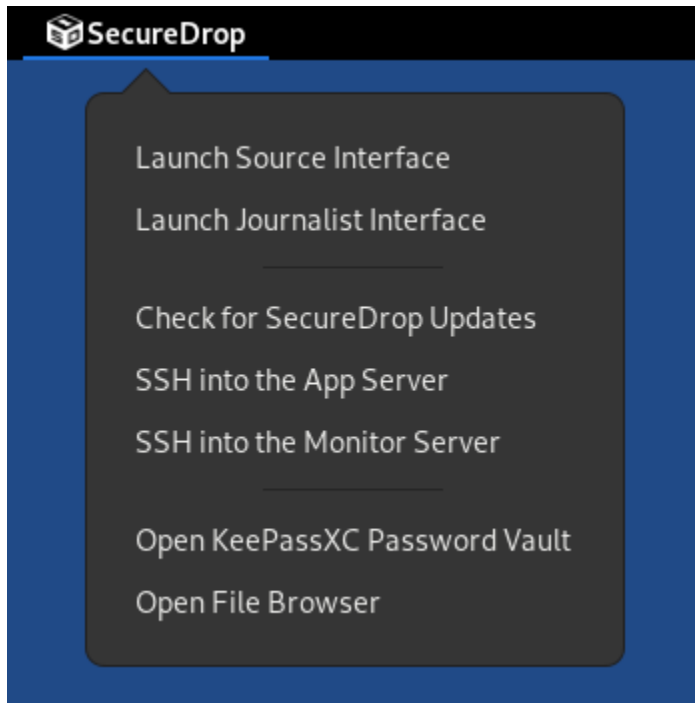 SecureDrop
Launch Source Interface
Launch Journalist Interface
Check for SecureDrop Updates
SSH into the App Server
SSH into the Monitor Server
Open KeePassXC Password Vault
Open File Browser